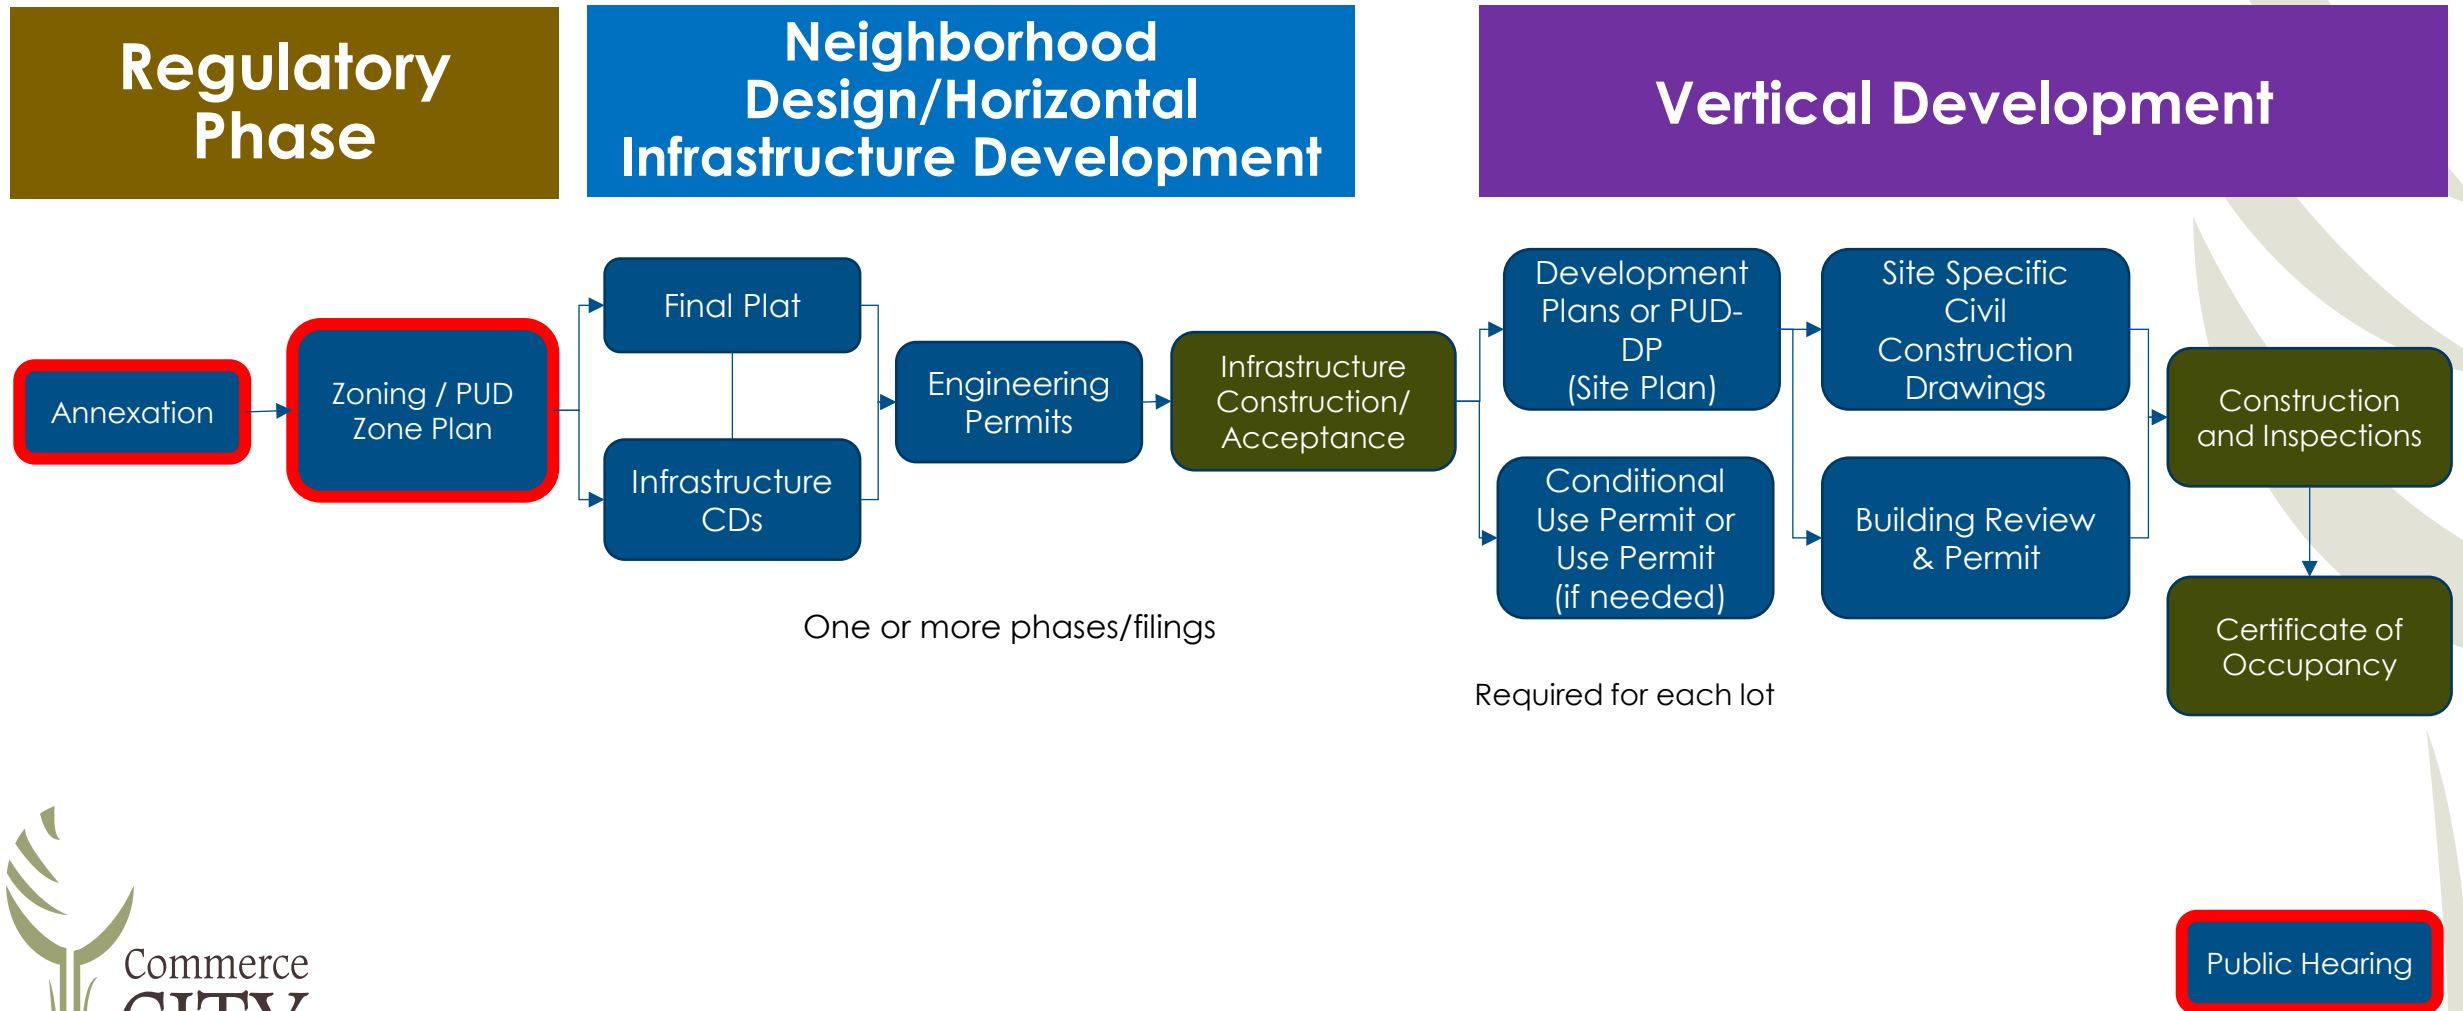 Regulatory
Phase
Neighborhood
Design/Horizontal
Infrastructure Development
Vertical Development
Annexation
Zoning / PUD
Zone Plan
Final Plat
Infrastructure
CDs
Engineering
Permits
Infrastructure
Construction/
Acceptance
Development
Plans or PUD-
DP
(Site Plan)
Conditional
Use Permit or
Use Permit
(if needed)
Site Specific
Civil
Construction
Drawings
Building Review
& Permit
Construction
and Inspections
Certificate of
Occupancy
One or more phases/filings
Required for each lot
Commerce
CITY
Public Hearing